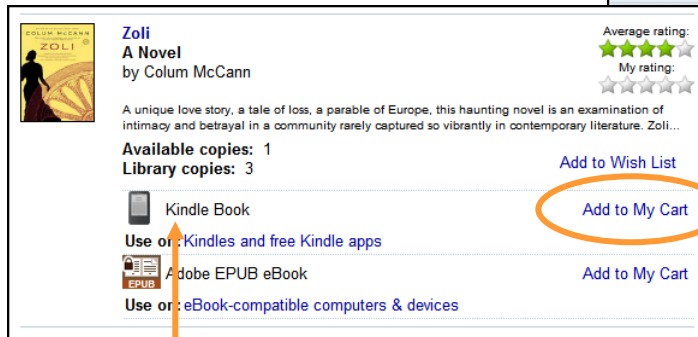 COLUM McCANN
ZOLI
Zoli
A Novel
by Colum McCann
Average rating:
My rating:
A unique love story, a tale of loss, a parable of Europe, this haunting novel is an examination of
intimacy and betrayal in a community rarely captured so vibrantly in contemporary literature. Zoli...
Available copies: 1
Library copies: 3
Add to Wish List
Kindle Book
Add to My Cart
Use on: Kindles and free Kindle apps
EPUB
Adobe EPUB eBook
Add to My Cart
Use on: eBook-compatible computers & devices